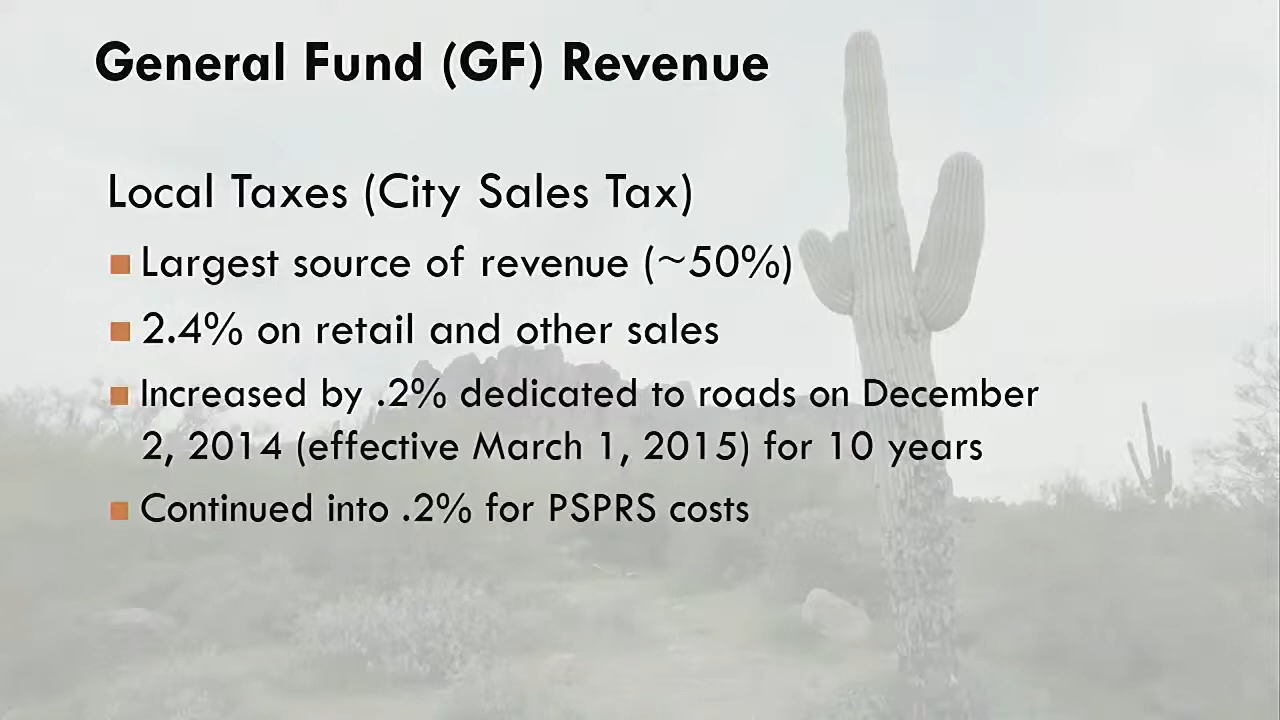 General Fund (GF) Revenue
Local Taxes (City Sales Tax)
Largest source of revenue (~50%)
2.4% on retail and other sales
Increased by .2% dedicated to roads on December
2, 2014 (effective March 1, 2015) for 10 years
Continued into .2% for PSPRS costs